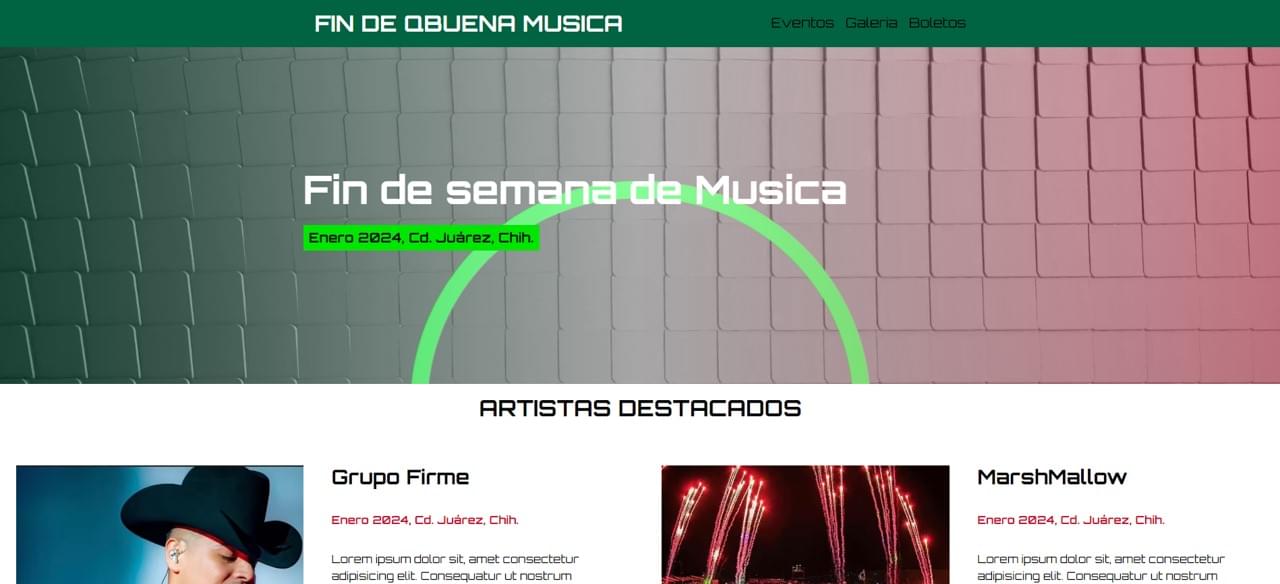 FIN DE QBUENA MUSICA
Eventos Galeria Boletos
Fin de semana de Musica
Enero 2024, Cd. Juárez, Chih.
ARTISTAS DESTACADOS
Grupo Firme
Enero 2024, Cd. Juárez, Chih.
Lorem ipsum dolor sit, amet consectetur
adipisicing elit. Consequatur ut nostrum
MarshMallow
Enero 2024, Cd. Juárez, Chih.
Lorem ipsum dolor sit, amet consectetur
adipisicing elit. Consequatur ut nostrum